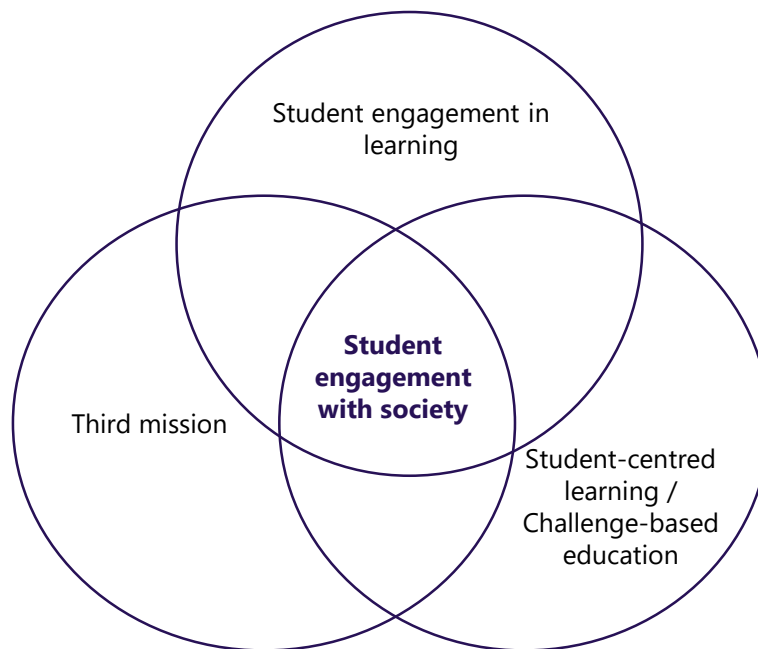 Student engagement in
learning
Student
engagement
with society
Third mission
Student-centred
learning /
Challenge-based
education